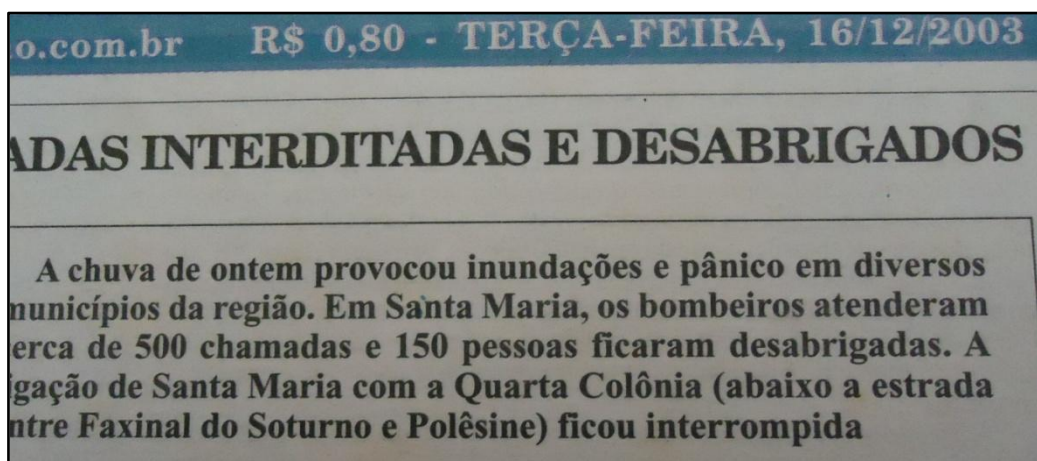 o.com.br R$ 0,80 - TERÇA-FEIRA, 16/12/2003
ADAS INTERDITADAS E DESABRIGADOS
A chuva de ontem provocou inundações e pânico em diversos
municípios da região. Em Santa Maria, os bombeiros atenderam
erca de 500 chamadas e 150 pessoas ficaram desabrigadas. A
igação de Santa Maria com a Quarta Colônia (abaixo a estrada
ntre Faxinal do Soturno e Polêsine) ficou interrompida